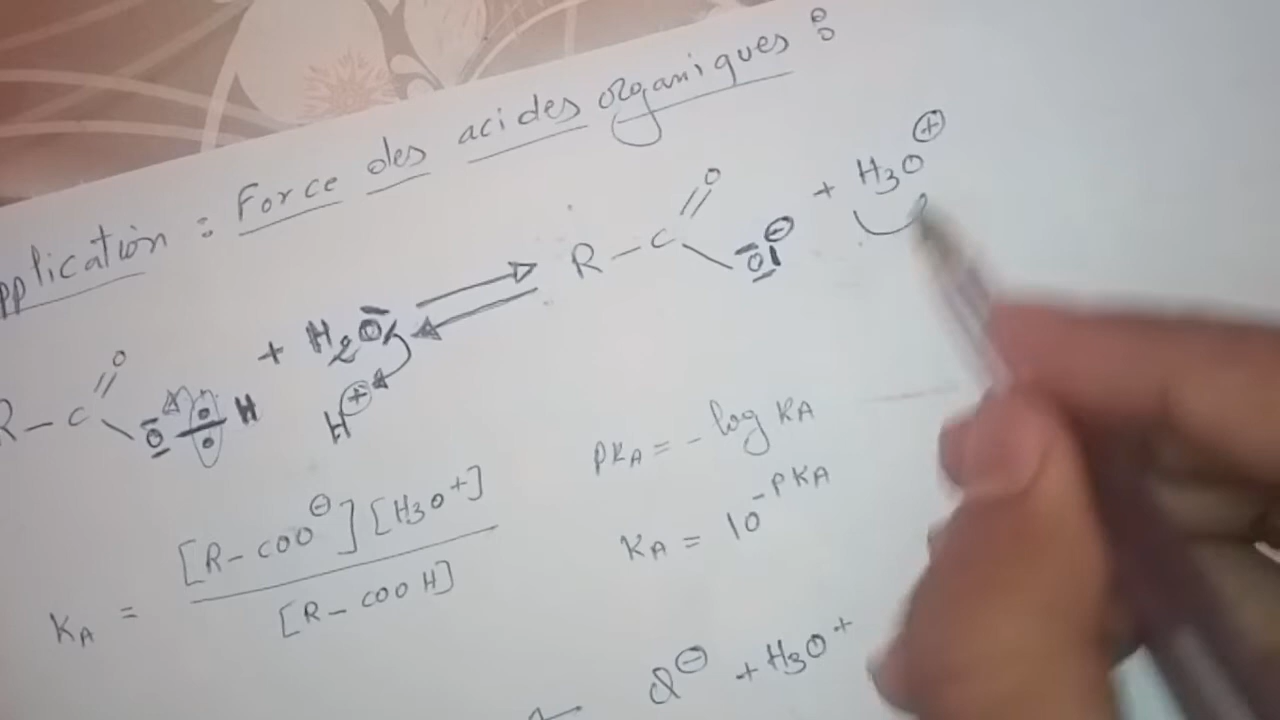 pplication : Force des acides organiques :
R - C = O - O - H + H2O ⇌ R - C = O - O ⊖ + H3O ⊕
H ⊕
KA = [R - COO⊖] [H3O+] / [R - COOH]
PKA = - log KA
KA = 10^-PKA
⊖ + H3O+